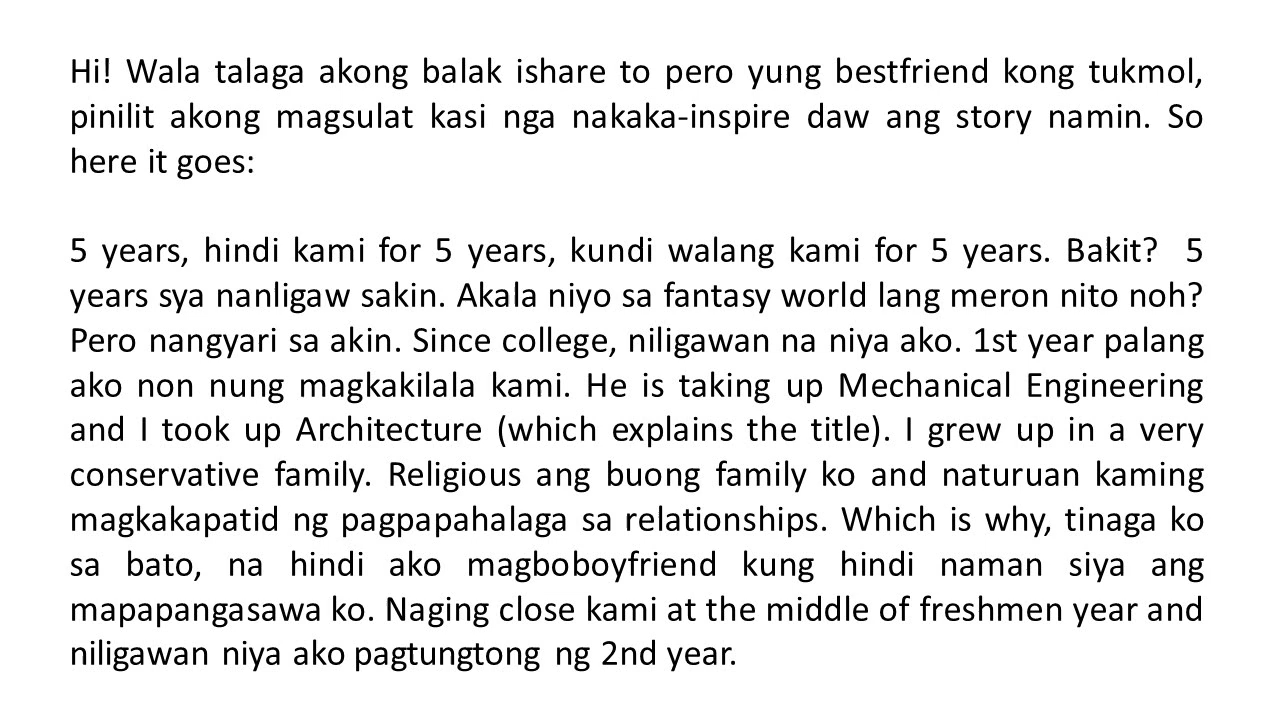 Hi! Wala talaga akong balak ishare to pero yung bestfriend kong tukmol,
pinilit akong magsulat kasi nga nakaka-inspire daw ang story namin. So
here it goes:
5 years, hindi kami for 5 years, kundi walang kami for 5 years. Bakit? 5
years sya nanligaw sakin. Akala niyo sa fantasy world lang meron nito noh?
Pero nangyari sa akin. Since college, niligawan na niya ako. 1st year palang
ako non nung magkakilala kami. He is taking up Mechanical Engineering
and I took up Architecture (which explains the title). I grew up in a very
conservative family. Religious ang buong family ko and naturuan kaming
magkakapatid ng pagpapahalaga sa relationships. Which is why, tinaga ko
sa bato, na hindi ako magboboyfriend kung hindi naman siya ang
mapapangasawa ko. Naging close kami at the middle of freshmen year and
niligawan niya ako pagtungtong ng 2nd year.